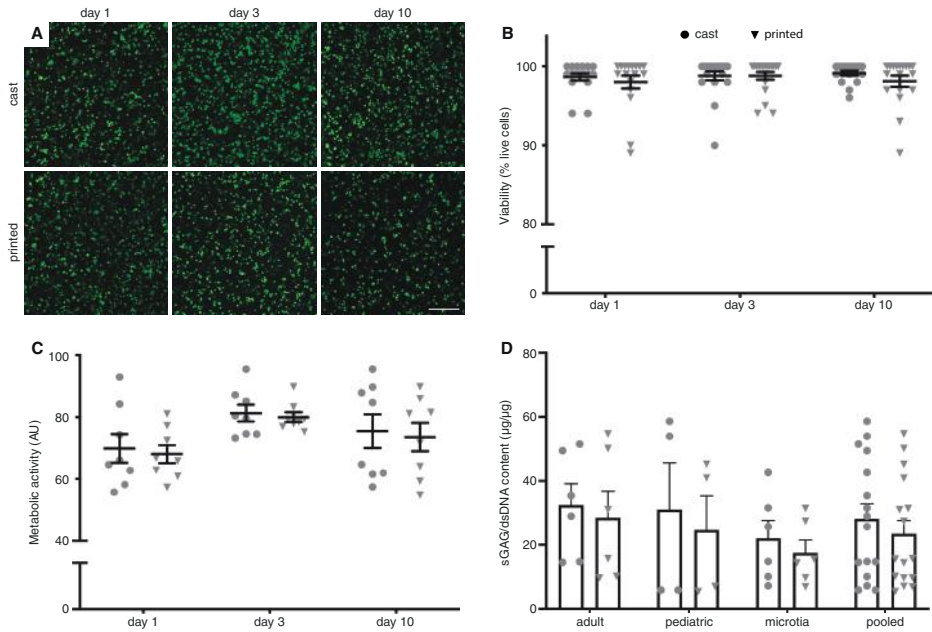 A
day 1
day 3
day 10
cast
printed
B
cast
printed
Viability (% live cells)
100
90
80
0
day 1
day 3
day 10
C
Metabolic activity (AU)
100
80
60
40
0
day 1
day 3
day 10
D
sGAG/dsDNA content (µg/µg)
80
60
40
20
0
adult
pediatric
microtia
pooled